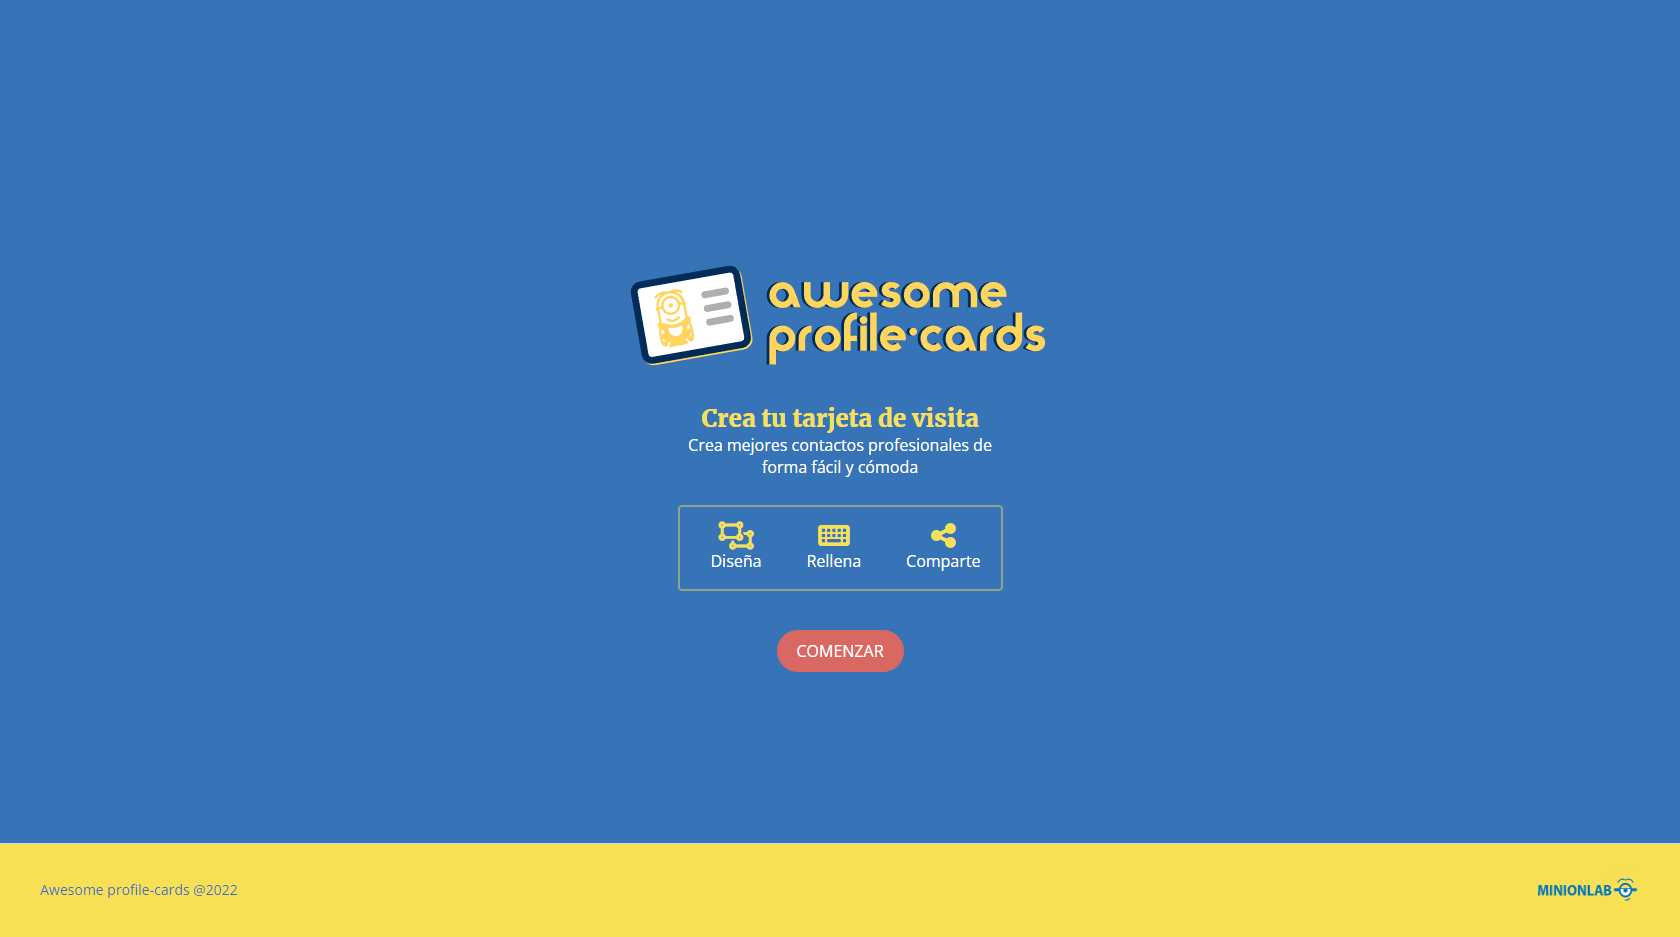 awesome
profile·cards
Crea tu tarjeta de visita
Crea mejores contactos profesionales de
forma fácil y cómoda
Diseña
Rellena
Comparte
COMENZAR
Awesome profile-cards @2022
MINIONLAB